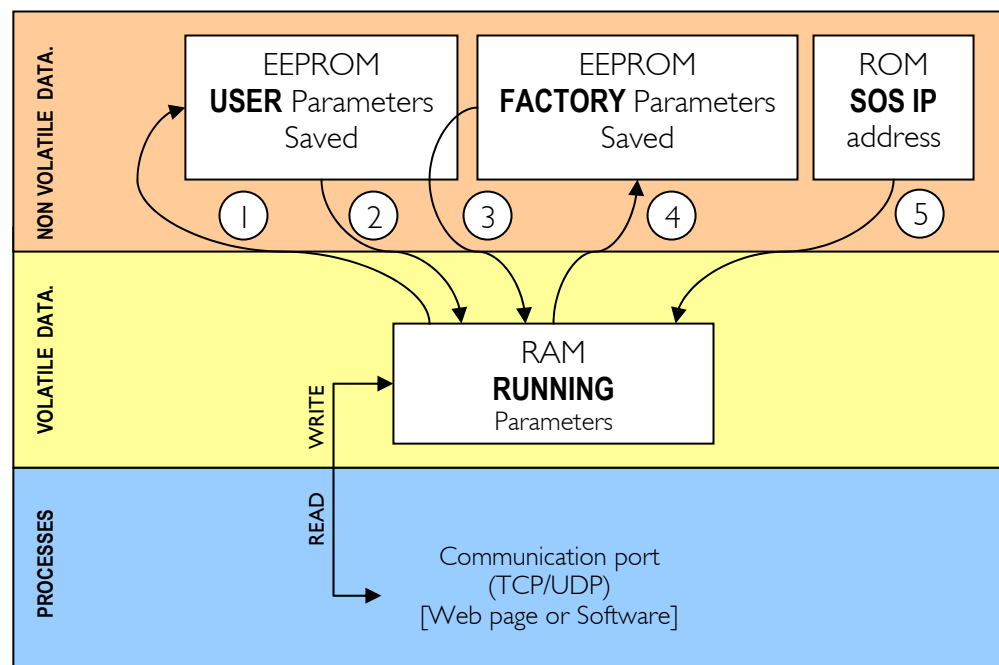 NON VOLATILE DATA.
EEPROM
USER Parameters
Saved
EEPROM
FACTORY Parameters
Saved
ROM
SOS IP
address
1
2
3
4
5
VOLATILE DATA.
RAM
RUNNING
Parameters
WRITE
READ
PROCESSES
Communication port
(TCP/UDP)
[Web page or Software]